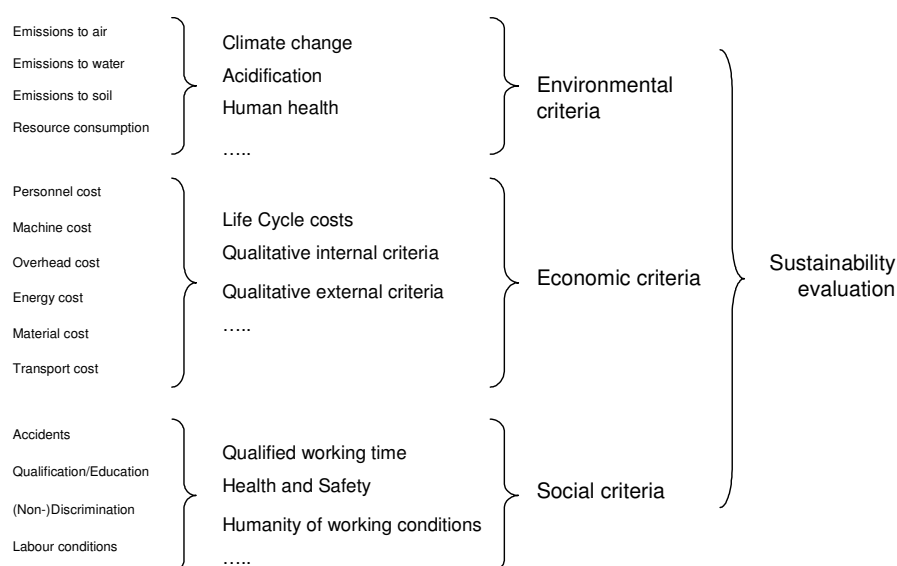 Emissions to air
Emissions to water
Emissions to soil
Resource consumption
Climate change
Acidification
Human health
.....
Environmental
criteria
Personnel cost
Machine cost
Overhead cost
Energy cost
Material cost
Transport cost
Life Cycle costs
Qualitative internal criteria
Qualitative external criteria
.....
Economic criteria
Accidents
Qualification/Education
(Non-)Discrimination
Labour conditions
Qualified working time
Health and Safety
Humanity of working conditions
.....
Social criteria
Sustainability
evaluation